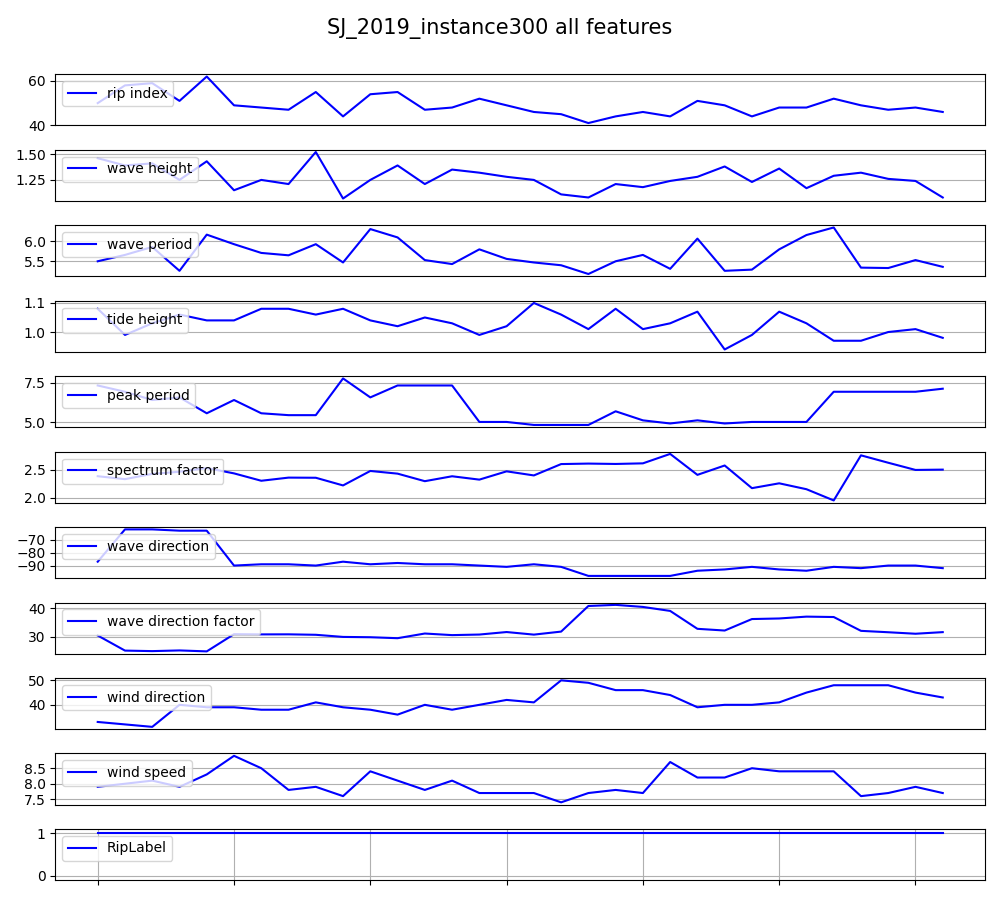 SJ_2019_instance300 all features
60
40
rip index
1.50
1.25
wave height
6.0
5.5
wave period
1.1
1.0
tide height
7.5
5.0
peak period
2.5
2.0
spectrum factor
−70
−80
−90
wave direction
40
30
wave direction factor
50
40
wind direction
8.5
8.0
7.5
wind speed
1
0
RipLabel